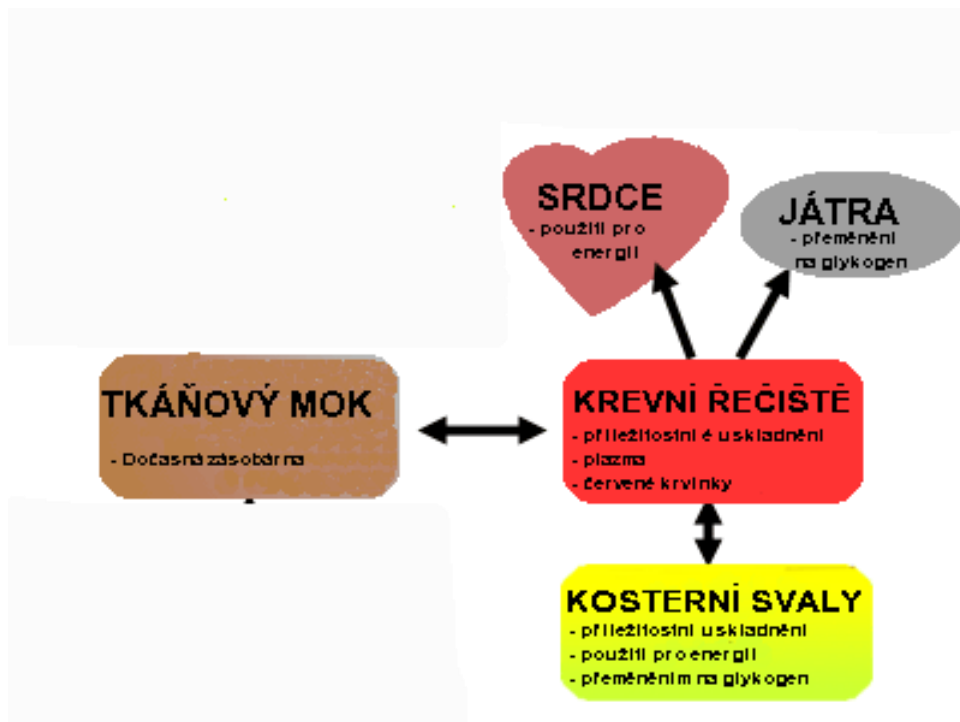 SRDCE
- použití pro
energii
JÁTRA
- přeměnění
na glykogen
TKÁŇOVÝ MOK
- Dočasná zásobárna
KREVNÍ ŘEČIŠTĚ
- příležitostné uskladnění
- plazma
- červené krvinky
KOSTERNÍ SVALY
- příležitostní uskladnění
- použití pro energii
- přeměněním na glykogen